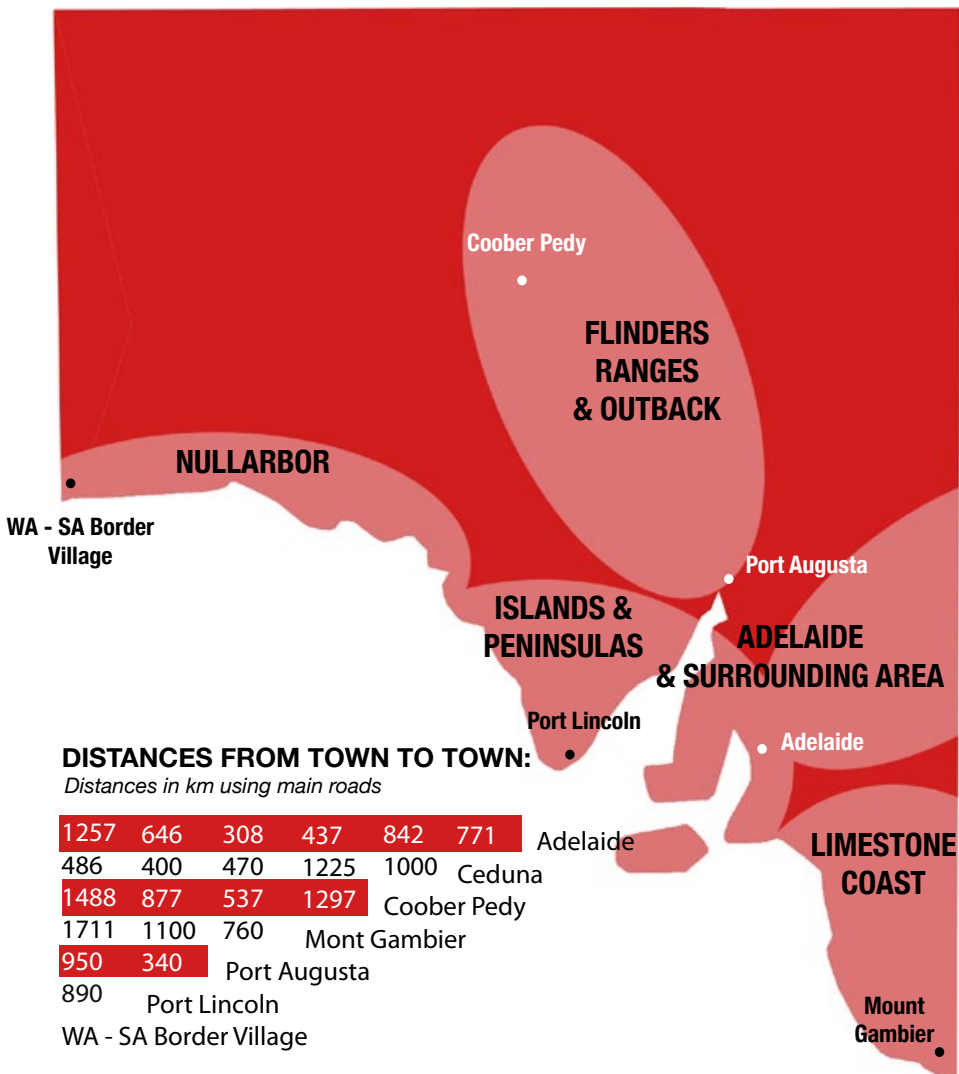 Coober Pedy
FLINDERS
RANGES
& OUTBACK
NULLARBOR
WA - SA Border
Village
Port Augusta
ISLANDS &
PENINSULAS
ADELAIDE
& SURROUNDING AREA
Port Lincoln
Adelaide
DISTANCES FROM TOWN TO TOWN:
Distances in km using main roads
1257 646 308 437 842 771 Adelaide
486 400 470 1225 1000 Ceduna
1488 877 537 1297 Coober Pedy
1711 1100 760 Mont Gambier
950 340 Port Augusta
890 Port Lincoln
WA - SA Border Village
LIMESTONE
COAST
Mount
Gambier